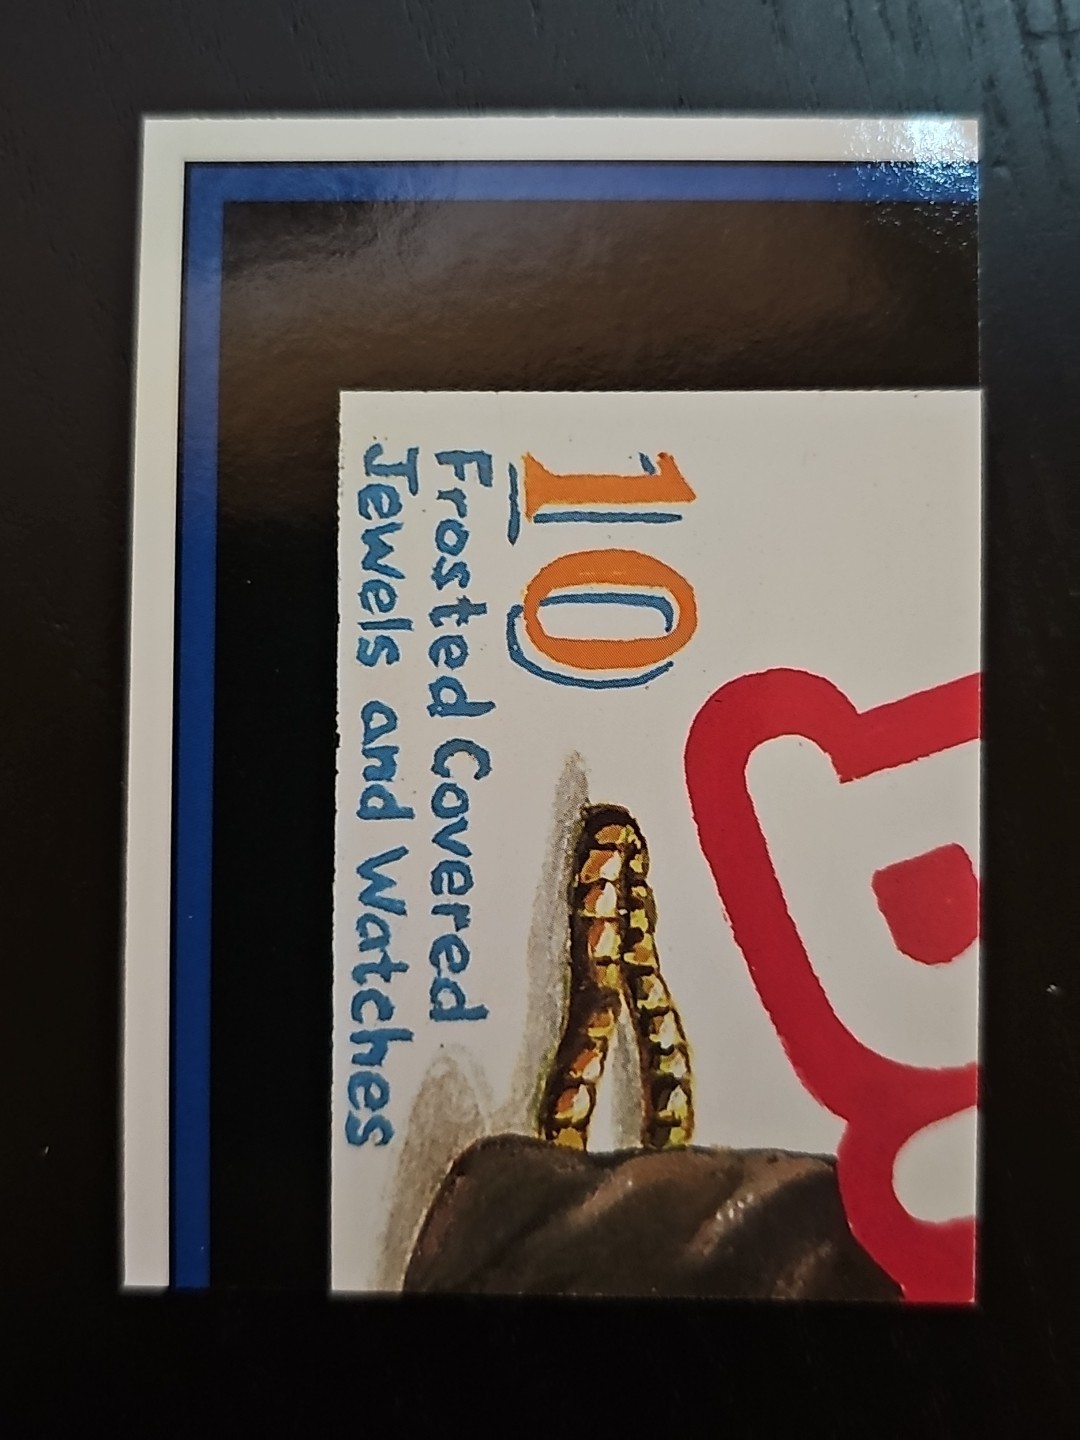 10
Frosted Covered
Jewels and Watches